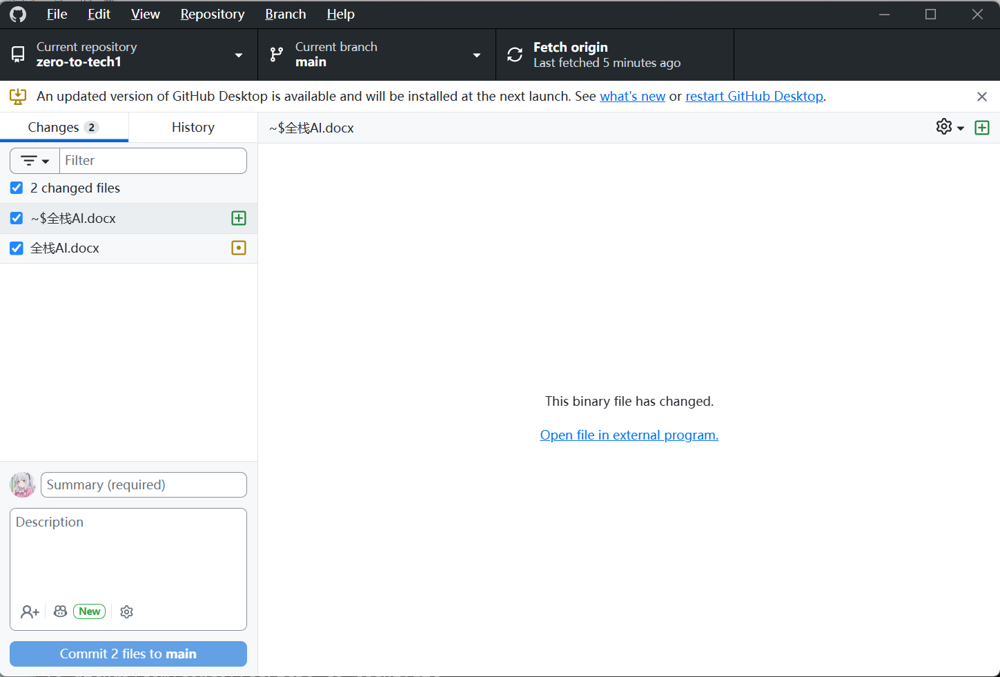 File Edit View Repository Branch Help
Current repository
zero-to-tech1
Current branch
main
Fetch origin
Last fetched 5 minutes ago
An updated version of GitHub Desktop is available and will be installed at the next launch. See what's new or restart GitHub Desktop.
Changes 2
History
~$全栈AI.docx
Filter
2 changed files
~$全栈AI.docx
全栈AI.docx
This binary file has changed.
Open file in external program.
Summary (required)
Description
New
Commit 2 files to main